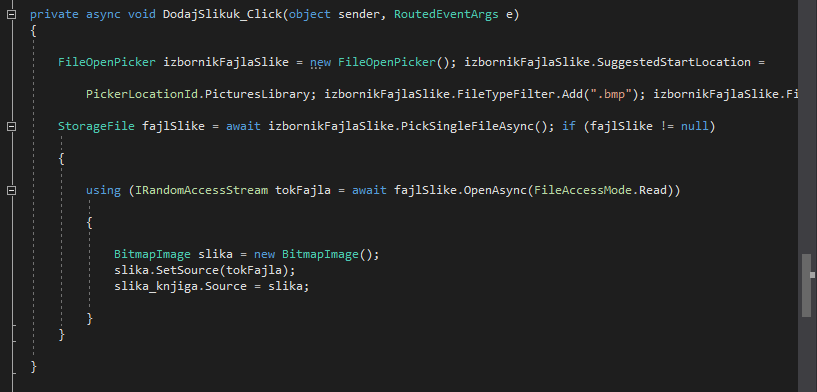 private async void DodajSlikuk_Click(object sender, RoutedEventArgs e)
{
FileOpenPicker izbornikFajlaSlike = new FileOpenPicker(); izbornikFajlaSlike.SuggestedStartLocation =
PickerLocationId.PicturesLibrary; izbornikFajlaSlike.FileTypeFilter.Add(".bmp"); izbornikFajlaSlike.Fi
StorageFile fajlSlike = await izbornikFajlaSlike.PickSingleFileAsync(); if (fajlSlike != null)
{
using (IRandomAccessStream tokFajla = await fajlSlike.OpenAsync(FileAccessMode.Read))
{
BitmapImage slika = new BitmapImage();
slika.SetSource(tokFajla);
slika_knjiga.Source = slika;
}
}
}